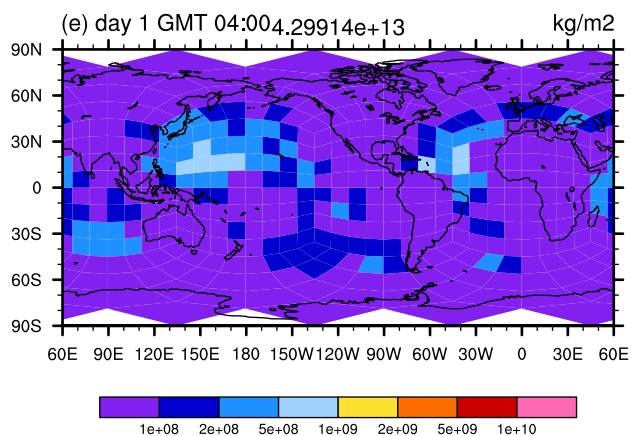 (e) day 1 GMT 04:00 4.29914e+13 kg/m2
90N
60N
30N
0
30S
60S
90S
60E 90E 120E 150E 180E 150W 120W 90W 60W 30W 0 30E 60E
1e+08 2e+08 5e+08 1e+09 2e+09 5e+09 1e+10